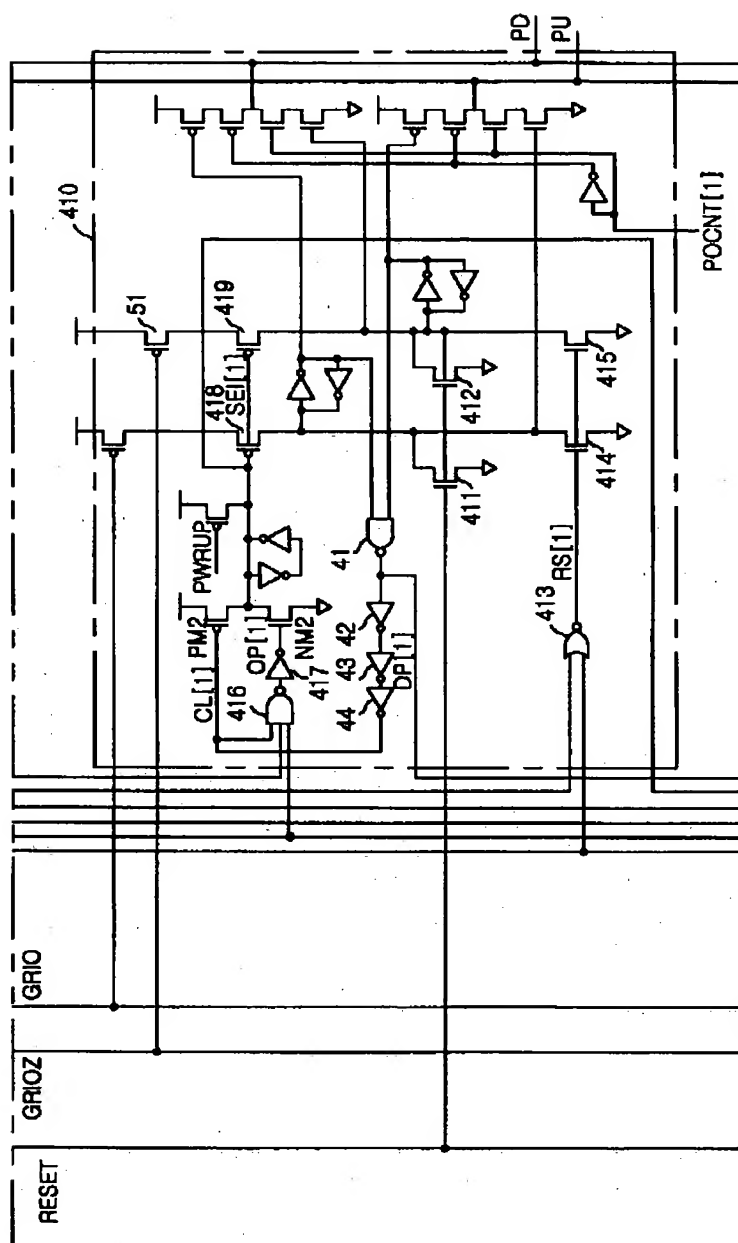 410
PD
PU
51
419
418
SEI[1]
PWRUP
PM2
CL[1]
OP[1]
NM2
416
417
41
42
43
44
DP[1]
412
411
415
414
413
RS[1]
POCNT[1]
GRIO
GRIOZ
RESET